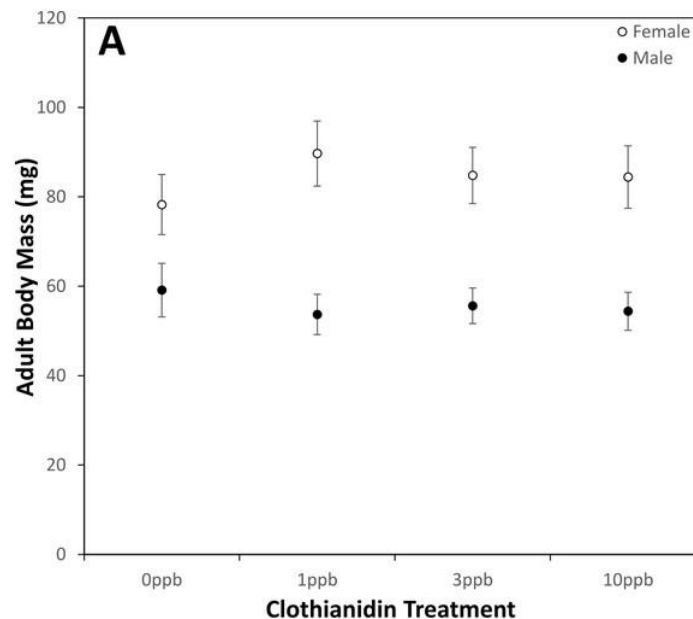 A
Female
Male
120
100
80
60
40
20
0
Adult Body Mass (mg)
0ppb 1ppb 3ppb 10ppb
Clothianidin Treatment